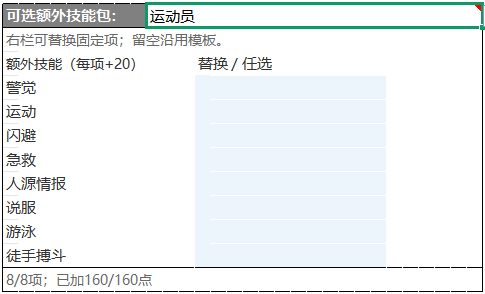 可选额外技能包： 运动员
右栏可替换固定项；留空沿用模板。
额外技能（每项+20） 替换 / 任选
警觉
运动
闪避
急救
人源情报
说服
游泳
徒手搏斗
8/8项；已加160/160点